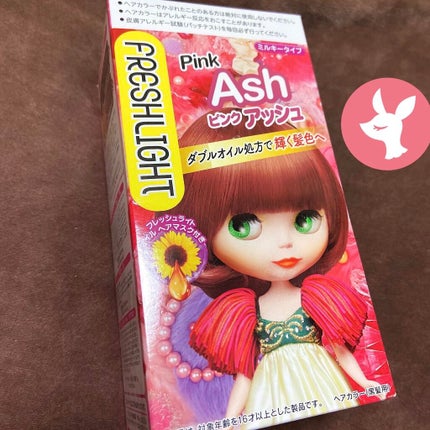 ヘアカラーでかぶれたことのある方は絶対に使用しないでください。
ヘアカラーはアレルギー反応をおこすことがあります。
皮膚アレルギー試験(パッチテスト)を毎回必ず行ってください。
FRESHLIGHT
ミルキータイプ
Pink
Ash
ピンクアッシュ
ダブルオイル処方で輝く髪色へ
フレッシュライト
ヘアマスク付き
ヘアカラー(黒髪用)
対象年齢を16才以上とした製品です。